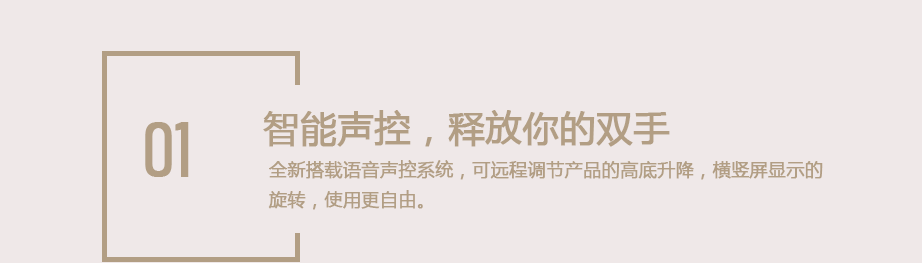 01
智能声控，释放你的双手
全新搭载语音声控系统，可远程调节产品的高底升降，横竖屏显示的
旋转，使用更自由。